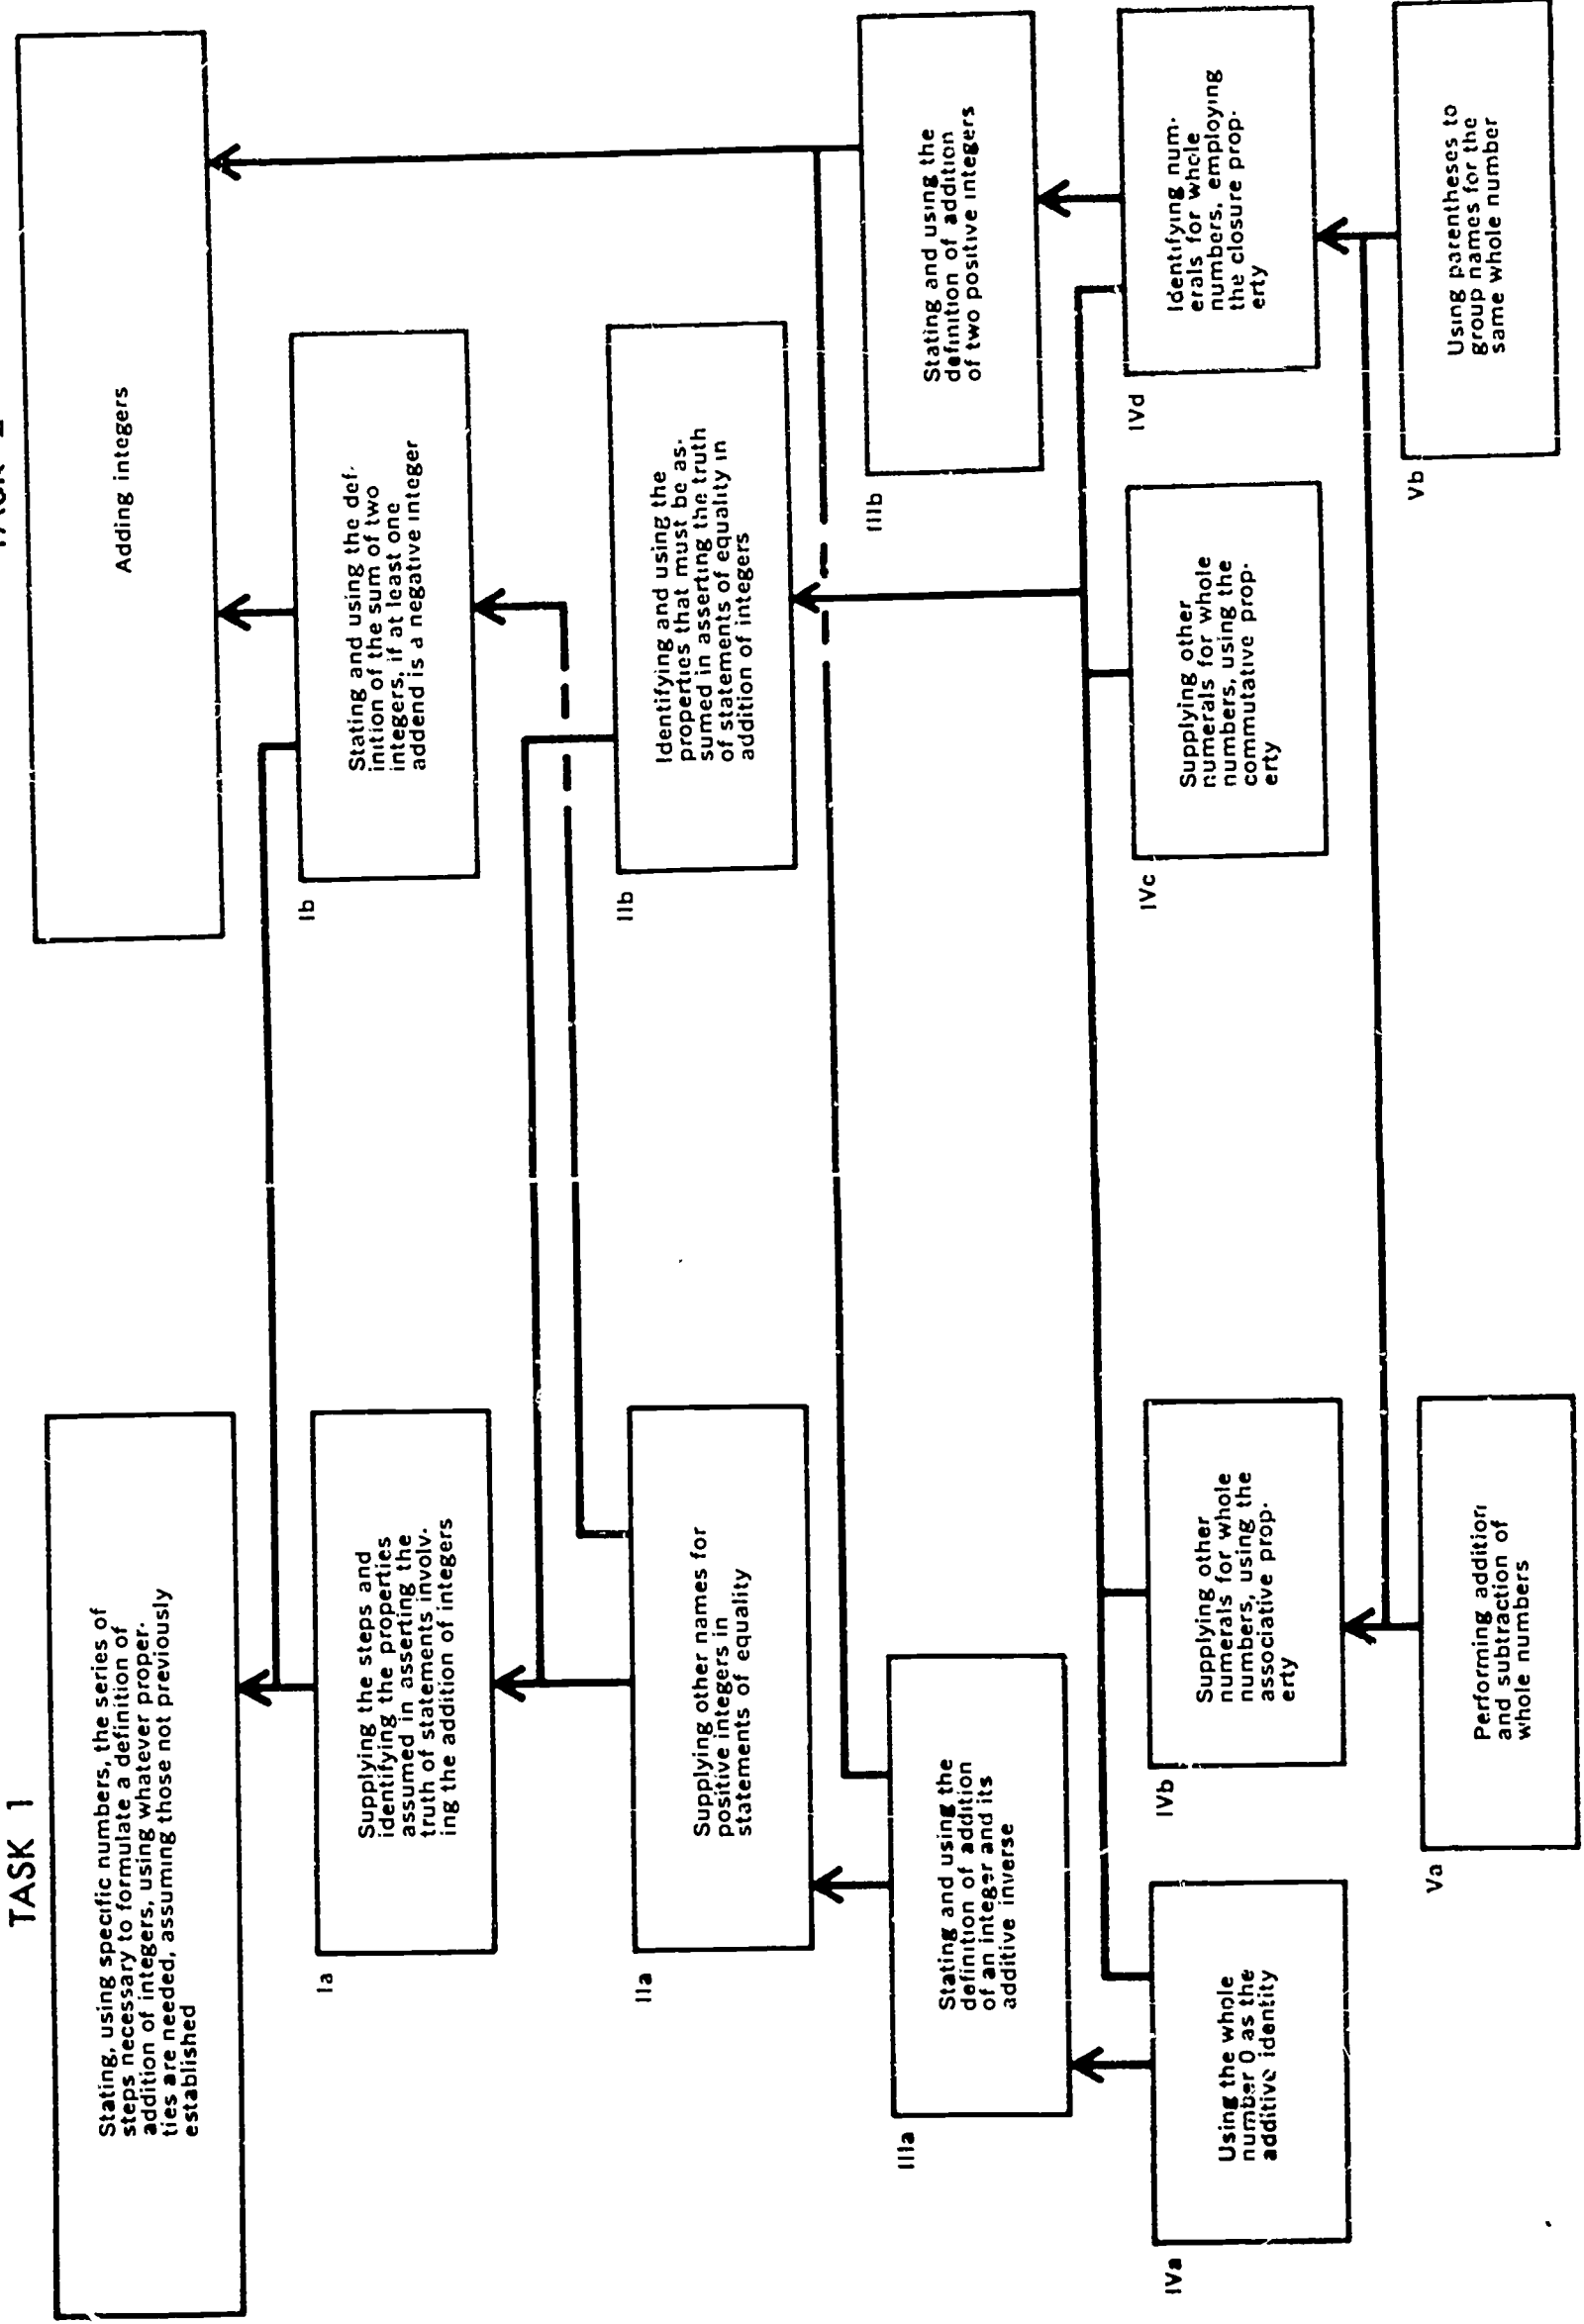 TASK 1
Stating, using specific numbers, the series of
steps necessary to formulate a definition of
addition of integers, using whatever proper-
ties are needed, assuming those not previously
established
Adding integers
Ia
Supplying the steps and
identifying the properties
assumed in asserting the
truth of statements involv-
ing the addition of integers
Ib
Stating and using the def-
inition of the sum of two
integers, if at least one
addend is a negative integer
IIa
Supplying other names for
positive integers in
statements of equality
IIb
Identifying and using the
properties that must be as-
sumed in asserting the truth
of statements of equality in
addition of integers
IIIa
Stating and using the
definition of addition
of an integer and its
additive inverse
IIIb
Stating and using the
definition of addition
of two positive integers
IVa
Using the whole
number 0 as the
additive identity
IVb
Supplying other
numerals for whole
numbers, using the
associative prop-
erty
IVc
Supplying other
numerals for whole
numbers, using the
commutative prop-
erty
IVd
Identifying num-
erals for whole
numbers, employing
the closure prop-
erty
Va
Performing addition
and subtraction of
whole numbers
Vb
Using parentheses to
group names for the
same whole number